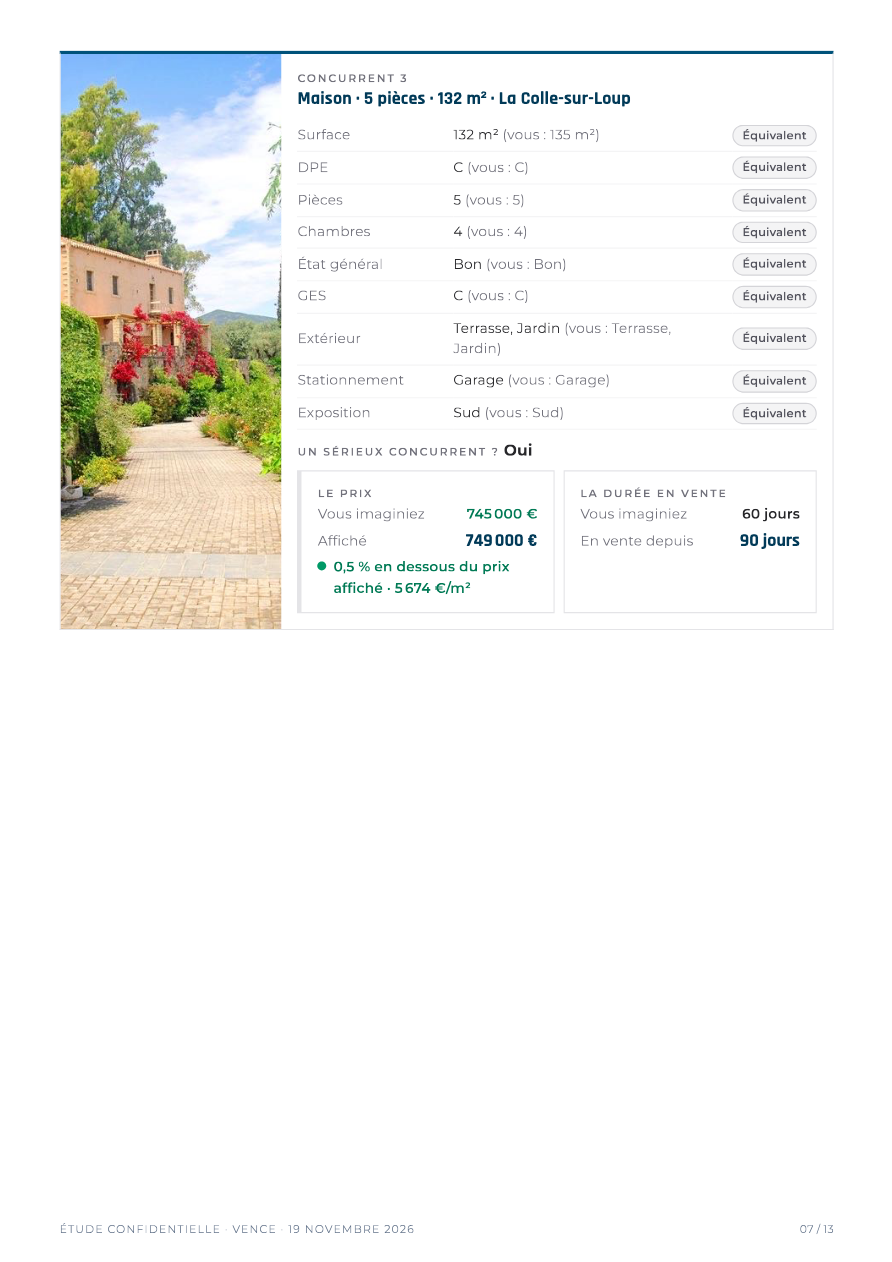 CONCURRENT 3
Maison · 5 pièces · 132 m² · La Colle-sur-Loup
Surface 132 m² (vous : 135 m²) Équivalent
DPE C (vous : C) Équivalent
Pièces 5 (vous : 5) Équivalent
Chambres 4 (vous : 4) Équivalent
État général Bon (vous : Bon) Équivalent
GES C (vous : C) Équivalent
Extérieur Terrasse, Jardin (vous : Terrasse, Jardin) Équivalent
Stationnement Garage (vous : Garage) Équivalent
Exposition Sud (vous : Sud) Équivalent
UN SÉRIEUX CONCURRENT ? Oui
LE PRIX
Vous imaginiez 745 000 €
Affiché 749 000 €
0,5 % en dessous du prix
affiché · 5 674 €/m²
LA DURÉE EN VENTE
Vous imaginiez 60 jours
En vente depuis 90 jours
ÉTUDE CONFIDENTIELLE · VENCE · 19 NOVEMBRE 2026
07 / 13